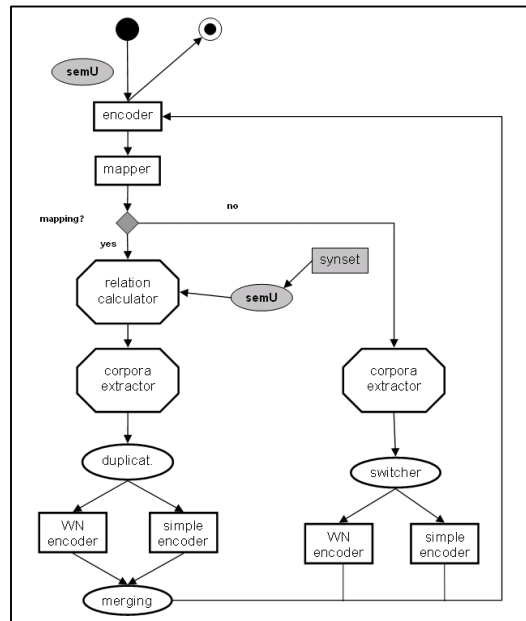 semU
encoder
mapper
mapping?
no
yes
synset
relation
calculator
semU
corpora
extractor
corpora
extractor
duplicat.
switcher
WN
encoder
simple
encoder
WN
encoder
simple
encoder
merging